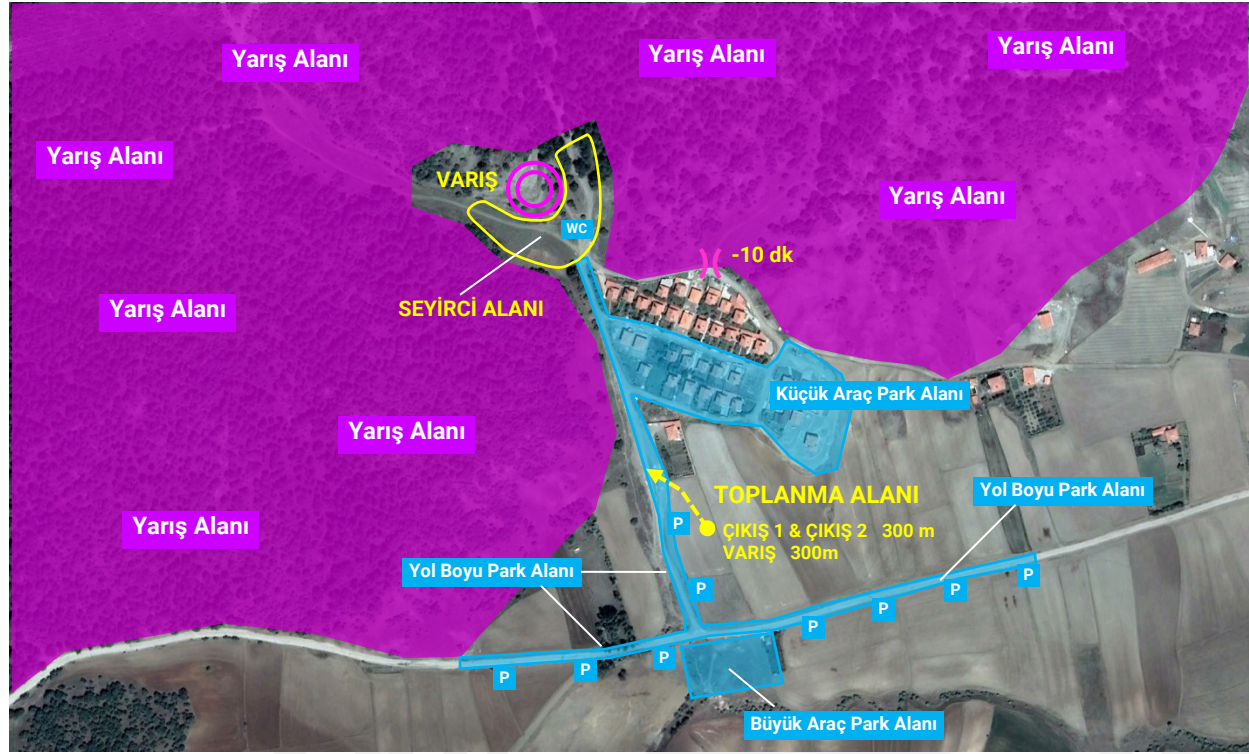 Yarış Alanı
Yarış Alanı
Yarış Alanı
Yarış Alanı
VARIŞ
Yarış Alanı
WC
-10 dk
Yarış Alanı
SEYİRCİ ALANI
Küçük Araç Park Alanı
Yarış Alanı
TOPLANMA ALANI
Yol Boyu Park Alanı
Yarış Alanı
P
ÇIKIŞ 1 & ÇIKIŞ 2 300 m
VARIŞ 300m
Yol Boyu Park Alanı
P
P
P
P
P
P
P
P
Büyük Araç Park Alanı